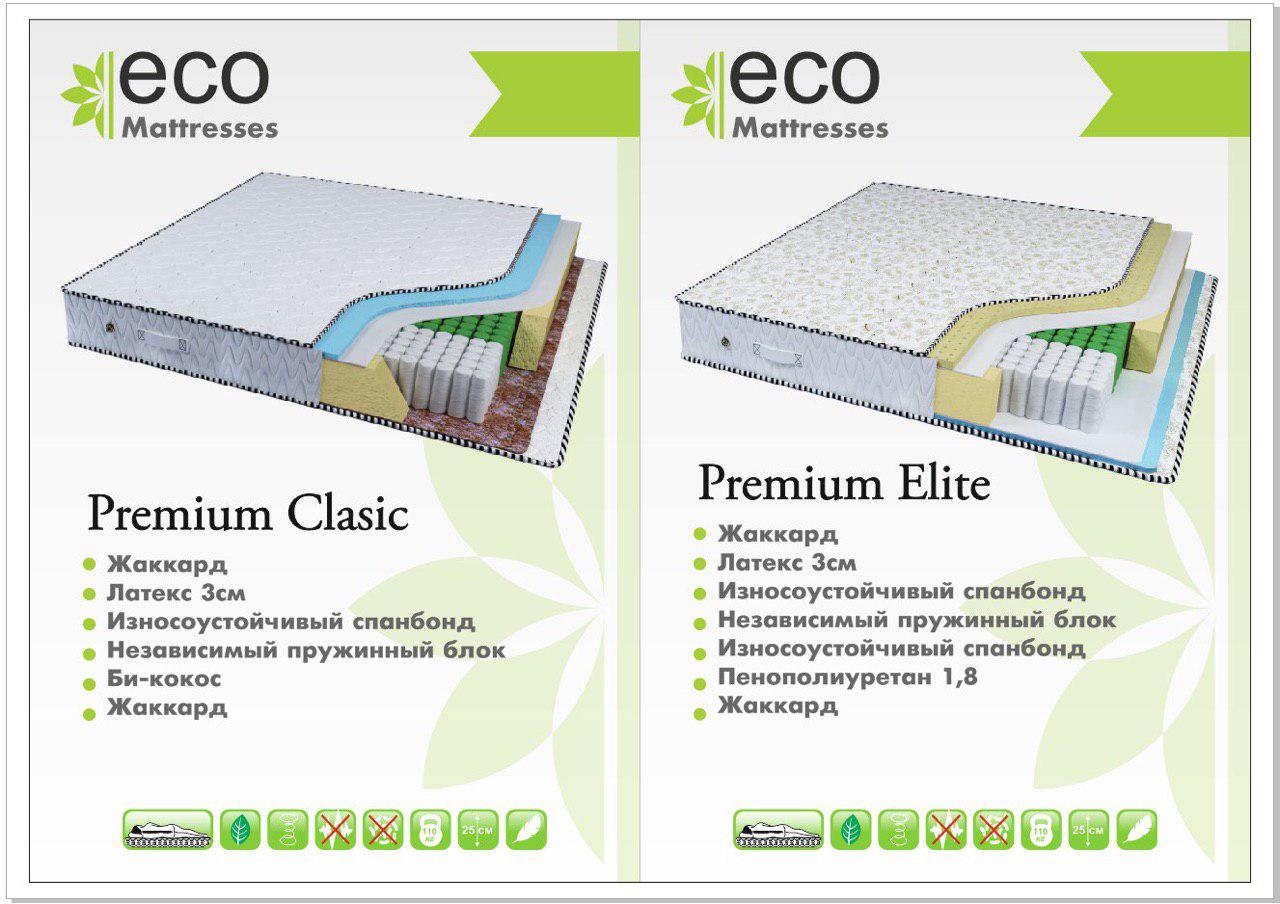 eco
Mattresses
Premium Clasic
Жаккард
Латекс 3см
Износоустойчивый спанбонд
Независимый пружинный блок
Би-кокос
Жаккард
110
КГ
25 СМ
eco
Mattresses
Premium Elite
Жаккард
Латекс 3см
Износоустойчивый спанбонд
Независимый пружинный блок
Износоустойчивый спанбонд
Пенополиуретан 1,8
Жаккард
110
КГ
25 СМ